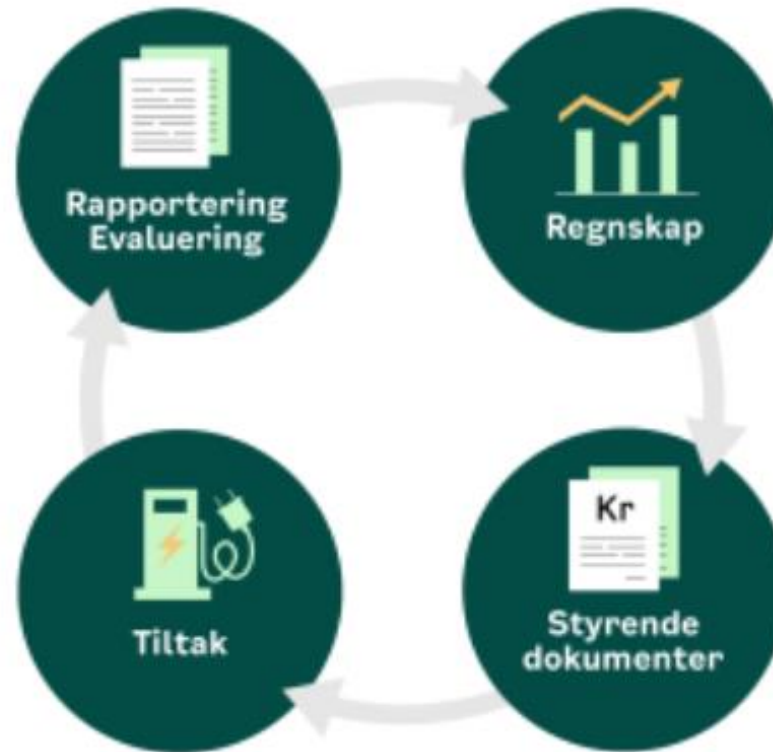 Rapportering
Evaluering
Regnskap
Kr
Styrende
dokumenter
Tiltak